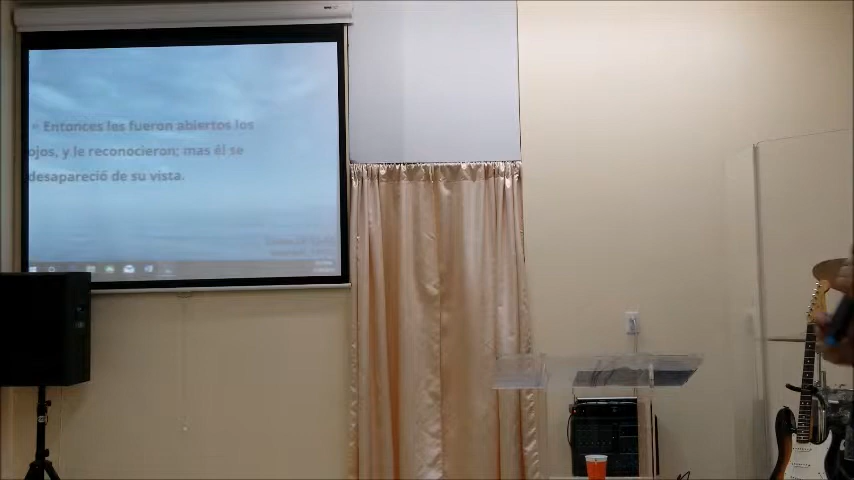 Entonces les fueron abiertos los
ojos, y le reconocieron; mas él se
desapareció de su vista.